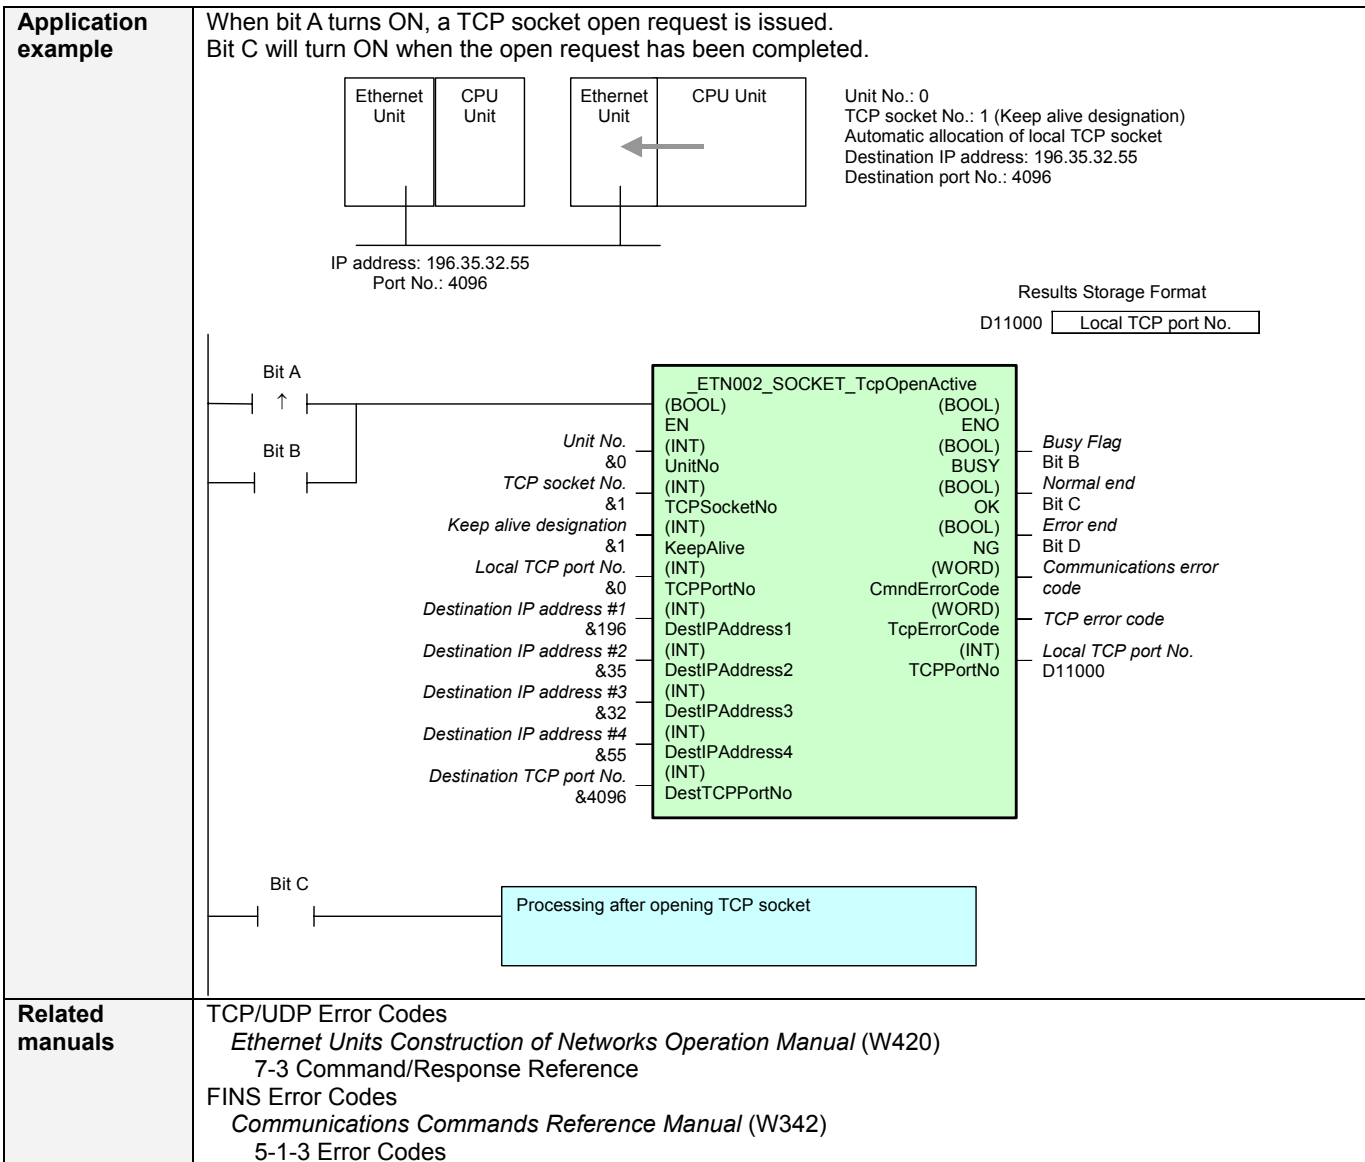 Application example
When bit A turns ON, a TCP socket open request is issued.
Bit C will turn ON when the open request has been completed.
Ethernet Unit
CPU Unit
Ethernet Unit
CPU Unit
Unit No.: 0
TCP socket No.: 1 (Keep alive designation)
Automatic allocation of local TCP socket
Destination IP address: 196.35.32.55
Destination port No.: 4096
IP address: 196.35.32.55
Port No.: 4096
Results Storage Format
D11000 Local TCP port No.
Bit A
↑
Bit B
_ETN002_SOCKET_TcpOpenActive
(BOOL) (BOOL)
EN ENO
Unit No. (INT) (BOOL) Busy Flag
&0 UnitNo BUSY Bit B
TCP socket No. (INT) (BOOL) Normal end
&1 TCPSocketNo OK Bit C
Keep alive designation (INT) (BOOL) Error end
&1 KeepAlive NG Bit D
Local TCP port No. (INT) (WORD) Communications error
&0 TCPPortNo CmndErrorCode code
Destination IP address #1 (INT) (WORD) TCP error code
&196 DestIPAddress1 TcpErrorCode
Destination IP address #2 (INT) (INT) Local TCP port No.
&35 DestIPAddress2 TCPPortNo D11000
Destination IP address #3 (INT)
&32 DestIPAddress3
Destination IP address #4 (INT)
&55 DestIPAddress4
Destination TCP port No. (INT)
&4096 DestTCPPortNo
Bit C
Processing after opening TCP socket
Related manuals
TCP/UDP Error Codes
Ethernet Units Construction of Networks Operation Manual (W420)
7-3 Command/Response Reference
FINS Error Codes
Communications Commands Reference Manual (W342)
5-1-3 Error Codes